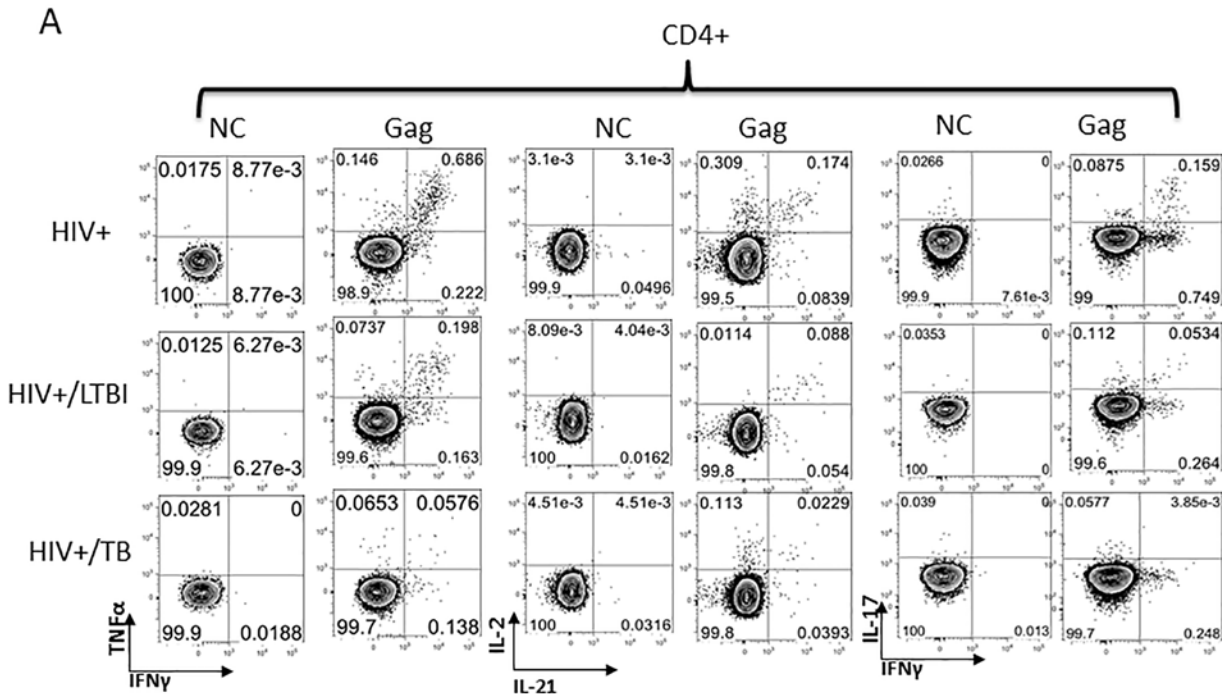 A
CD4+
NC Gag NC Gag NC Gag
HIV+
0.0175 8.77e-3 0.146 0.686 3.1e-3 3.1e-3 0.309 0.174 0.0266 0 0.0875 0.159
100 8.77e-3 98.9 0.222 99.9 0.0496 99.5 0.0839 99.9 7.61e-3 99 0.749
HIV+/LTBI
0.0125 6.27e-3 0.0737 0.198 8.09e-3 4.04e-3 0.0114 0.088 0.0353 0 0.112 0.0534
99.9 6.27e-3 99.6 0.163 100 0.0162 99.8 0.054 100 0 99.6 0.264
HIV+/TB
0.0281 0 0.0653 0.0576 4.51e-3 4.51e-3 0.113 0.0229 0.039 0 0.0577 3.85e-3
99.9 0.0188 99.7 0.138 100 0.0316 99.8 0.0393 100 0.013 99.7 0.248
TNFα IL-2 IL-17
IFNγ IL-21 IFNγ